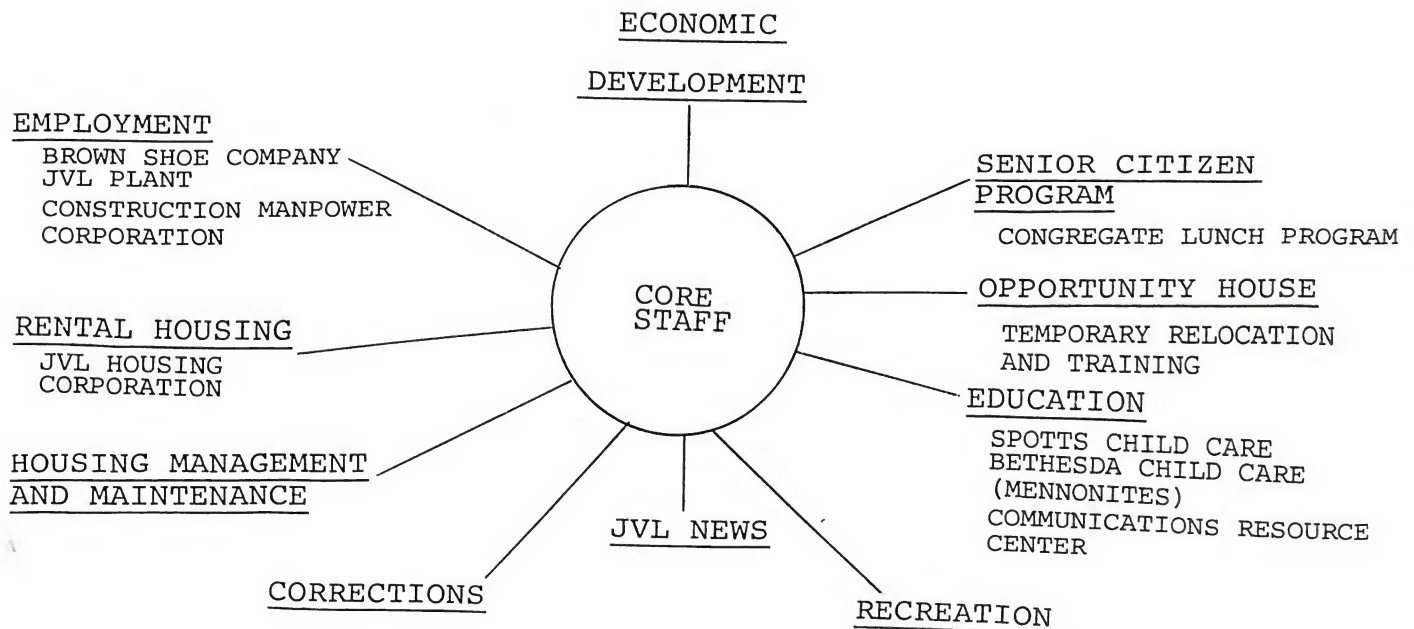 ECONOMIC
DEVELOPMENT
EMPLOYMENT
BROWN SHOE COMPANY
JVL PLANT
CONSTRUCTION MANPOWER
CORPORATION
RENTAL HOUSING
JVL HOUSING
CORPORATION
HOUSING MANAGEMENT
AND MAINTENANCE
CORRECTIONS
CORE
STAFF
JVL NEWS
SENIOR CITIZEN
PROGRAM
CONGREGATE LUNCH PROGRAM
OPPORTUNITY HOUSE
TEMPORARY RELOCATION
AND TRAINING
EDUCATION
SPOTTS CHILD CARE
BETHESDA CHILD CARE
(MENNONITES)
COMMUNICATIONS RESOURCE
CENTER
RECREATION